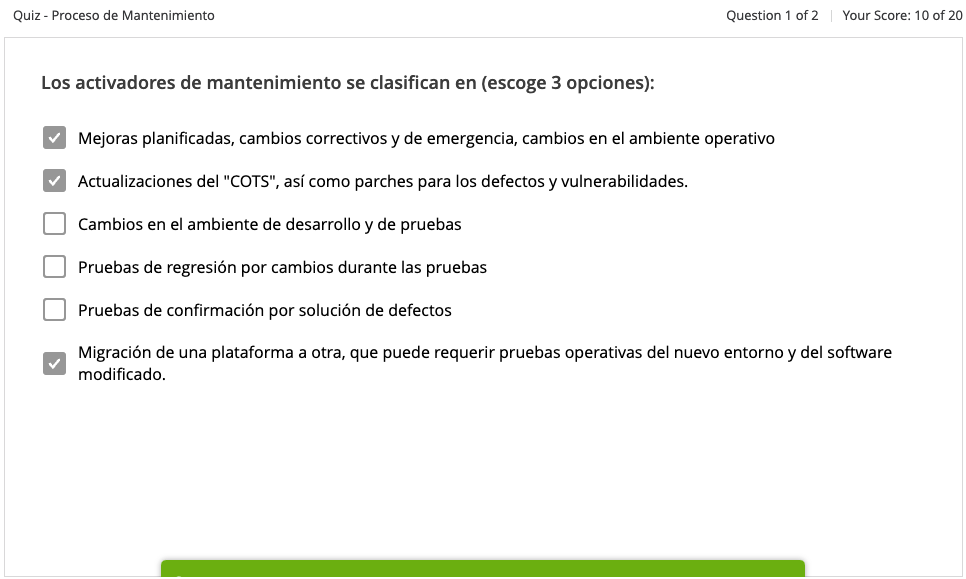 Quiz - Proceso de Mantenimiento
Question 1 of 2
Your Score: 10 of 20
Los activadores de mantenimiento se clasifican en (escoge 3 opciones):
Mejoras planificadas, cambios correctivos y de emergencia, cambios en el ambiente operativo
Actualizaciones del "COTS", así como parches para los defectos y vulnerabilidades.
Cambios en el ambiente de desarrollo y de pruebas
Pruebas de regresión por cambios durante las pruebas
Pruebas de confirmación por solución de defectos
Migración de una plataforma a otra, que puede requerir pruebas operativas del nuevo entorno y del software
modificado.